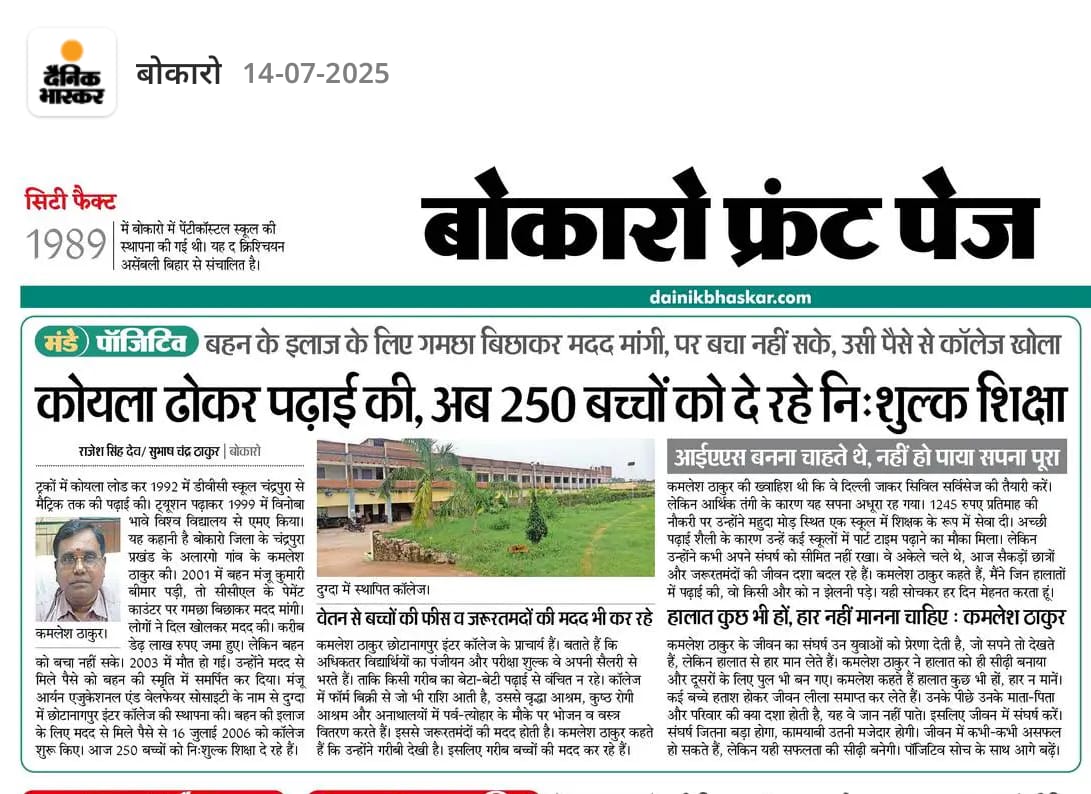 दैनिक
भास्कर
बोकारो 14-07-2025
सिटी फैक्ट
1989
में बोकारो में पेंटीकॉस्टल स्कूल की
स्थापना की गई थी। यह द क्रिश्चियन
असेंबली बिहार से संचालित है।
बोकारो फ्रंट पेज
dainikbhaskar.com
मंडे पॉजिटिव बहन के इलाज के लिए गमछा बिछाकर मदद मांगी, पर बचा नहीं सके, उसी पैसे से कॉलेज खोला
कोयला ढोकर पढ़ाई की, अब 250 बच्चों को दे रहे निःशुल्क शिक्षा
राजेश सिंह देव/ सुभाष चंद्र ठाकुर | बोकारो
ट्रकों में कोयला लोड कर 1992 में डीवीसी स्कूल चंद्रपुरा से
मैट्रिक तक की पढ़ाई की। ट्यूशन पढ़ाकर 1999 में विनोबा
भावे विश्व विद्यालय से एमए किया।
यह कहानी है बोकारो जिला के चंद्रपुरा
प्रखंड के अलारगो गांव के कमलेश
ठाकुर की। 2001 में बहन मंजू कुमारी
बीमार पड़ी, तो सीसीएल के पेमेंट
काउंटर पर गमछा बिछाकर मदद मांगी।
लोगों ने दिल खोलकर मदद की। करीब
डेढ़ लाख रुपए जमा हुए। लेकिन बहन
कमलेश ठाकुर।
को बचा नहीं सके। 2003 में मौत हो गई। उन्होंने मदद से
मिले पैसे को बहन की स्मृति में समर्पित कर दिया। मंजू
आर्यन एजुकेशनल एंड वेलफेयर सोसाइटी के नाम से दुग्दा
में छोटानागपुर इंटर कॉलेज की स्थापना की। बहन की इलाज
के लिए मदद से मिले पैसे से 16 जुलाई 2006 को कॉलेज
शुरू किए। आज 250 बच्चों को निःशुल्क शिक्षा दे रहे हैं।
दुग्दा में स्थापित कॉलेज।
वेतन से बच्चों की फीस व जरूरतमदों की मदद भी कर रहे
कमलेश ठाकुर छोटानागपुर इंटर कॉलेज के प्राचार्य हैं। बताते हैं कि
अधिकतर विद्यार्थियों का पंजीयन और परीक्षा शुल्क वे अपनी सैलरी से
भरते हैं। ताकि किसी गरीब का बेटा-बेटी पढ़ाई से वंचित न रहे। कॉलेज
में फॉर्म बिक्री से जो भी राशि आती है, उससे वृद्धा आश्रम, कुष्ठ रोगी
आश्रम और अनाथालयों में पर्व-त्योहार के मौके पर भोजन व वस्त्र
वितरण करते हैं। इससे जरूरतमंदों की मदद होती है। कमलेश ठाकुर कहते
हैं कि उन्होंने गरीबी देखी है। इसलिए गरीब बच्चों की मदद कर रहे हैं।
आईएएस बनना चाहते थे, नहीं हो पाया सपना पूरा
कमलेश ठाकुर की ख्वाहिश थी कि वे दिल्ली जाकर सिविल सर्विसेज की तैयारी करें।
लेकिन आर्थिक तंगी के कारण यह सपना अधूरा रह गया। 1245 रुपए प्रतिमाह की
नौकरी पर उन्होंने महुदा मोड़ स्थित एक स्कूल में शिक्षक के रूप में सेवा दी। अच्छी
पढ़ाई शैली के कारण उन्हें कई स्कूलों में पार्ट टाइम पढ़ाने का मौका मिला। लेकिन
उन्होंने कभी अपने संघर्ष को सीमित नहीं रखा। वे अकेले चले थे, आज सैकड़ों छात्रों
और जरूरतमंदों की जीवन दशा बदल रहे हैं। कमलेश ठाकुर कहते हैं, मैंने जिन हालातों
में पढ़ाई की, वो किसी और को न झेलनी पड़े। यही सोचकर हर दिन मेहनत करता हूं।
हालात कुछ भी हों, हार नहीं मानना चाहिए : कमलेश ठाकुर
कमलेश ठाकुर के जीवन का संघर्ष उन युवाओं को प्रेरणा देती है, जो सपने तो देखते
हैं, लेकिन हालात से हार मान लेते हैं। कमलेश ठाकुर ने हालात को ही सीढ़ी बनाया
और दूसरों के लिए पुल भी बन गए। कमलेश कहते हैं हालात कुछ भी हों, हार न मानें।
कई बच्चे हताश होकर जीवन लीला समाप्त कर लेते हैं। उनके पीछे उनके माता-पिता
और परिवार की क्या दशा होती है, यह वे जान नहीं पाते। इसलिए जीवन में संघर्ष करें।
संघर्ष जितना बड़ा होगा, कामयाबी उतनी मजेदार होगी। जीवन में कभी-कभी असफल
हो सकते हैं, लेकिन यही सफलता की सीढ़ी बनेगी। पॉजिटिव सोच के साथ आगे बढ़ें।